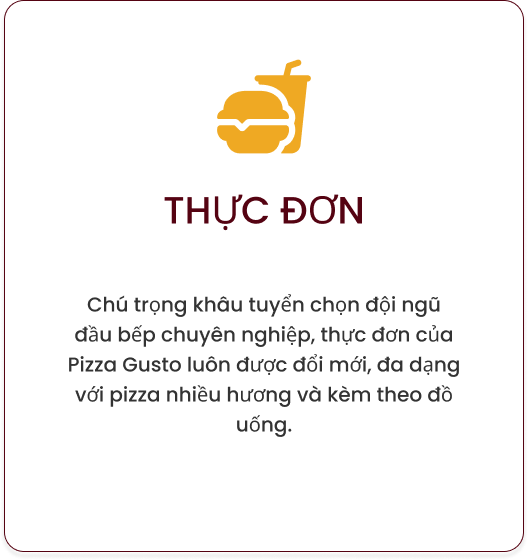 THỰC ĐƠN
Chú trọng khâu tuyển chọn đội ngũ
đầu bếp chuyên nghiệp, thực đơn của
Pizza Gusto luôn được đổi mới, đa dạng
với pizza nhiều hương và kèm theo đồ
uống.